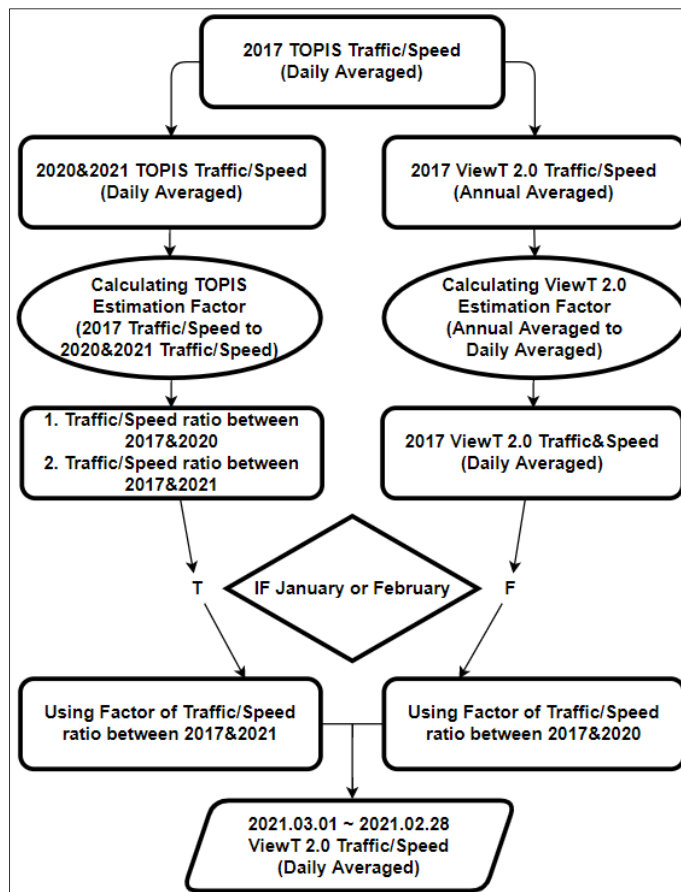 2017 TOPIS Traffic/Speed
(Daily Averaged)
2020&2021 TOPIS Traffic/Speed
(Daily Averaged)
2017 ViewT 2.0 Traffic/Speed
(Annual Averaged)
Calculating TOPIS
Estimation Factor
(2017 Traffic/Speed to
2020&2021 Traffic/Speed)
Calculating ViewT 2.0
Estimation Factor
(Annual Averaged to
Daily Averaged)
1. Traffic/Speed ratio between
2017&2020
2. Traffic/Speed ratio between
2017&2021
2017 ViewT 2.0 Traffic&Speed
(Daily Averaged)
T
IF January or February
F
Using Factor of Traffic/Speed
ratio between 2017&2021
Using Factor of Traffic/Speed
ratio between 2017&2020
2021.03.01 ~ 2021.02.28
ViewT 2.0 Traffic/Speed
(Daily Averaged)